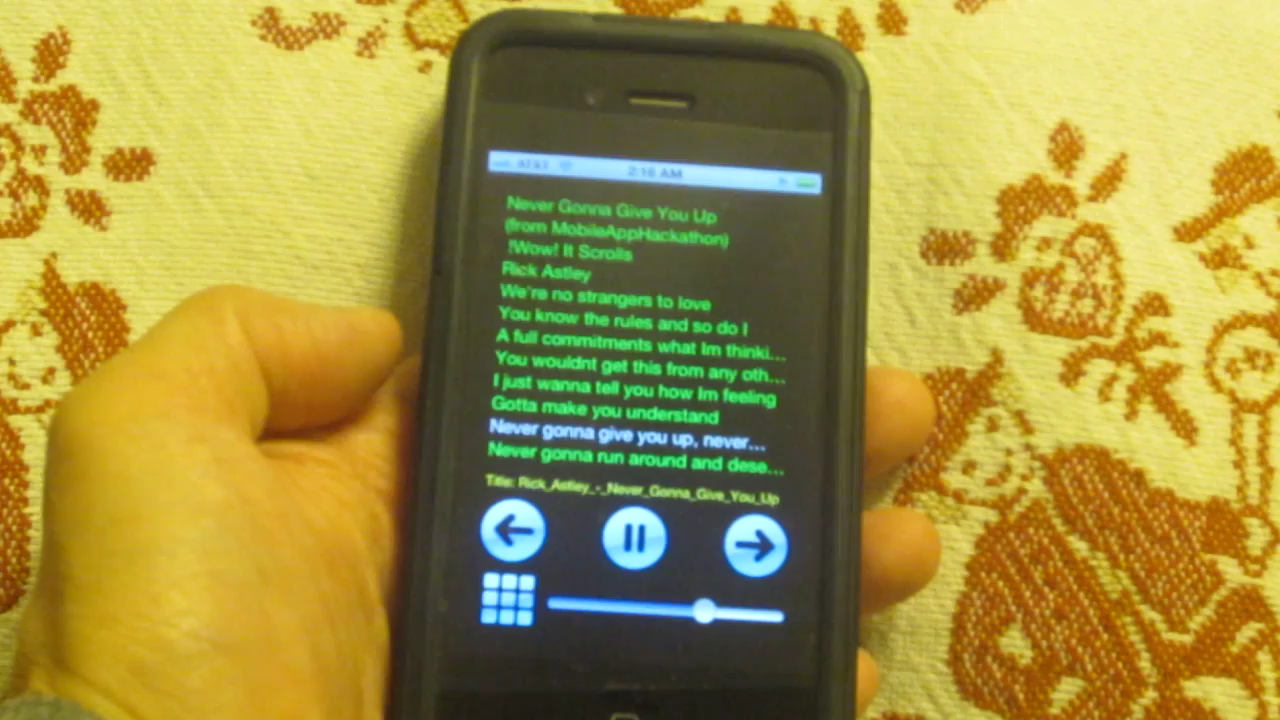 AT&T 2:18 AM
Never Gonna Give You Up
(from MobileAppHackathon)
!Wow! It Scrolls
Rick Astley
We're no strangers to love
You know the rules and so do I
A full commitments what Im thinki...
You wouldnt get this from any oth...
I just wanna tell you how Im feeling
Gotta make you understand
Never gonna give you up, never...
Never gonna run around and dese...
Title: Rick_Astley_-_Never_Gonna_Give_You_Up